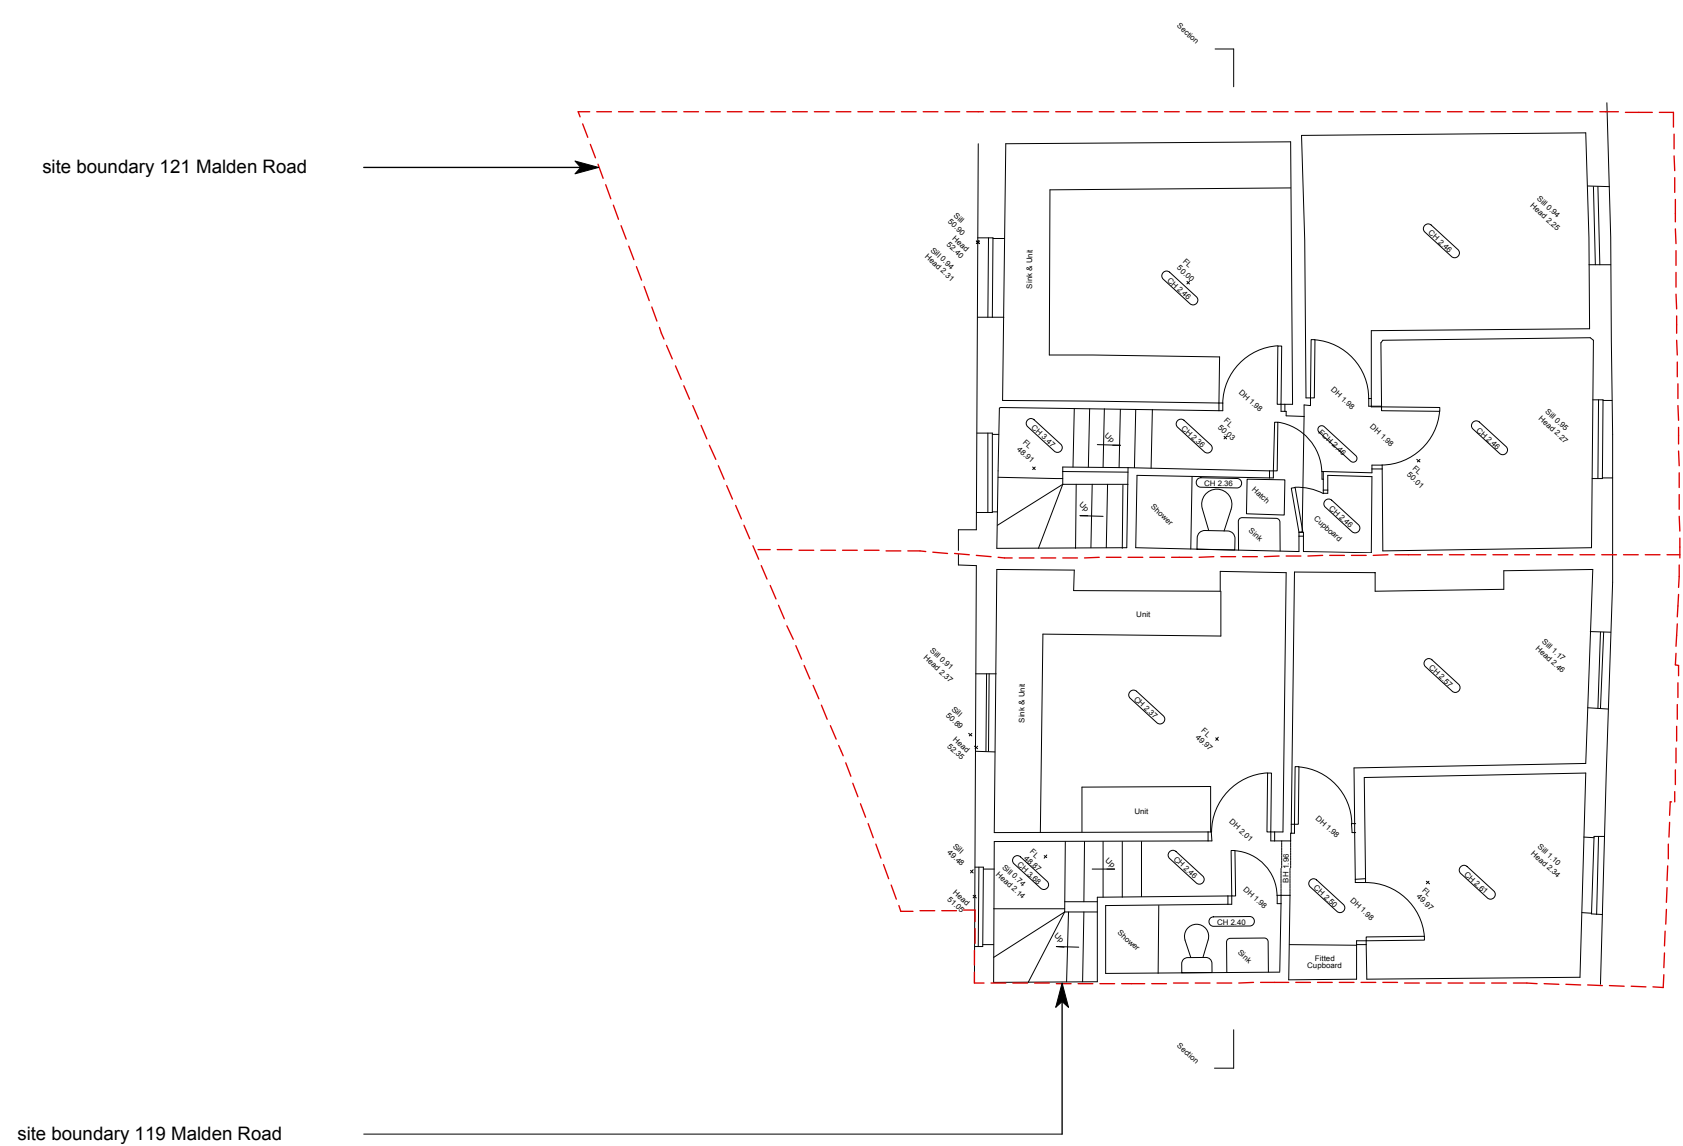 Section
site boundary 121 Malden Road
Sill
50.90
Head
52.40
Sill 0.94
Head 2.31
Sink & Unit
FL
50.00
CH 2.46
CH 2.46
Sill 0.94
Head 2.25
DH 1.98
DH 1.98
DH 1.98
CH 3.47
FL
48.91
Up
CH 2.36
FL
50.03
FCH 2.46
CH 2.46
Sill 0.95
Head 2.27
FL
50.01
Up
Shower
CH 2.36
Hatch
Sink
CH 2.46
Cupboard
Unit
Sink & Unit
Sill 0.91
Head 2.37
Sill
50.89
Head
52.35
CH 2.37
FL
49.97
CH 2.57
Sill 1.17
Head 2.46
Unit
DH 2.01
DH 1.98
Sill
49.48
Head
51.05
FL
48.67
CH 3.68
Sill 0.74
Head 2.14
Up
CH 2.46
BH 1.96
DH 1.98
CH 2.50
DH 1.98
FL
49.97
CH 2.61
Sill 1.10
Head 2.34
Up
Shower
CH 2.40
Sink
Fitted
Cupboard
Section
site boundary 119 Malden Road